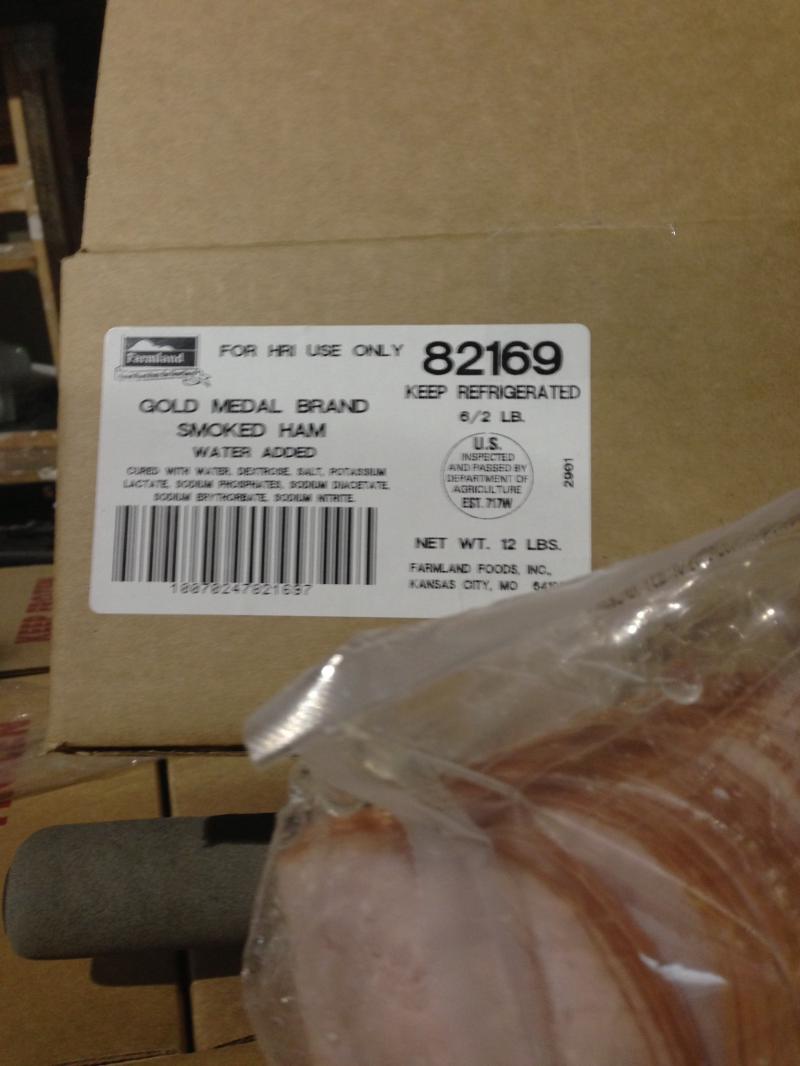 Farmland
FOR HRI USE ONLY
82169
KEEP REFRIGERATED
6/2 LB.
GOLD MEDAL BRAND
SMOKED HAM
WATER ADDED
CURED WITH WATER, DEXTROSE, SALT, POTASSIUM
LACTATE, SODIUM PHOSPHATES, SODIUM DIACETATE,
SODIUM ERYTHORBATE, SODIUM NITRITE.
U.S.
INSPECTED
AND PASSED BY
DEPARTMENT OF
AGRICULTURE
EST. 717W
2901
10070247821697
NET WT. 12 LBS.
FARMLAND FOODS, INC.,
KANSAS CITY, MO